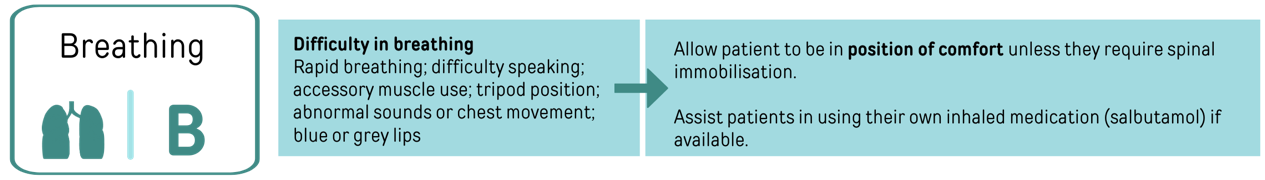 Breathing
B
Difficulty in breathing
Rapid breathing; difficulty speaking;
accessory muscle use; tripod position;
abnormal sounds or chest movement;
blue or grey lips
Allow patient to be in position of comfort unless they require spinal
immobilisation.
Assist patients in using their own inhaled medication (salbutamol) if
available.